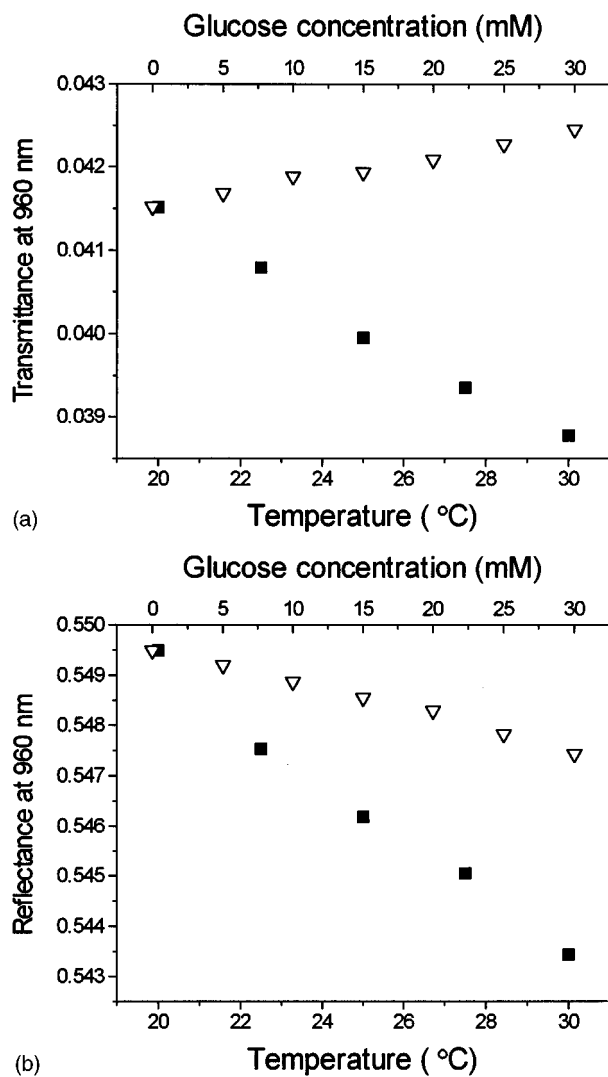 Glucose concentration (mM)
0 5 10 15 20 25 30
0.043
0.042
0.041
0.040
0.039
Transmittance at 960 nm
20 22 24 26 28 30
(a)
Temperature ( °C)
Glucose concentration (mM)
0 5 10 15 20 25 30
0.550
0.549
0.548
0.547
0.546
0.545
0.544
0.543
Reflectance at 960 nm
20 22 24 26 28 30
(b)
Temperature ( °C)